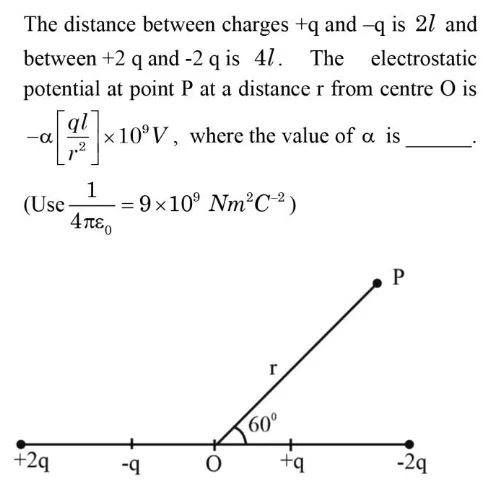 The distance between charges +q and –q is 2l and
between +2 q and -2 q is 4l. The electrostatic
potential at point P at a distance r from centre O is
–α[ql/r²]×10⁹V, where the value of α is ______.
(Use 1/4πε₀ = 9×10⁹ Nm²C⁻²)
P
r
60⁰
+2q -q O +q -2q